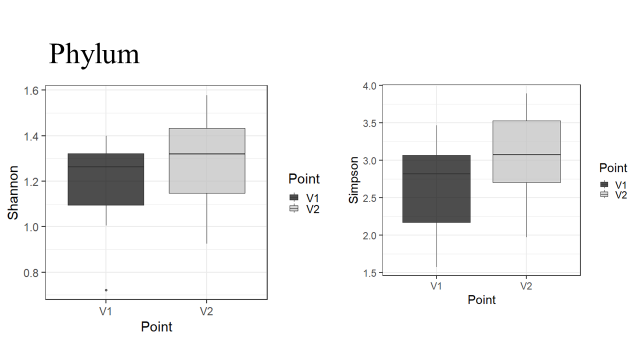 Phylum
Shannon
1.6
1.4
1.2
1.0
0.8
V1
V2
Point
Point
V1
V2
Simpson
4.0
3.5
3.0
2.5
2.0
1.5
V1
V2
Point
Point
V1
V2